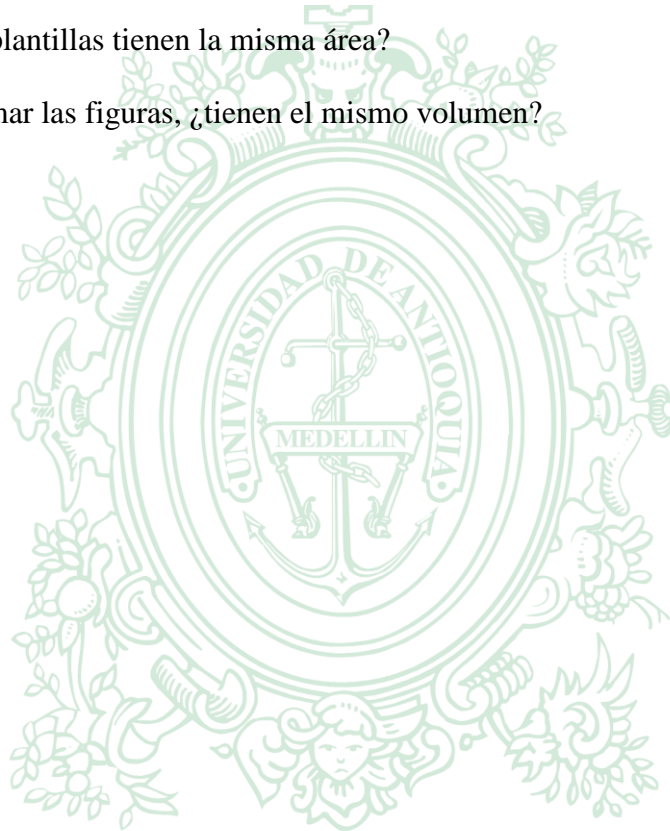 plantillas tienen la misma área?
nar las figuras, ¿tienen el mismo volumen?
UNIVERSIDAD DE ANTIOQUIA
MEDELLIN